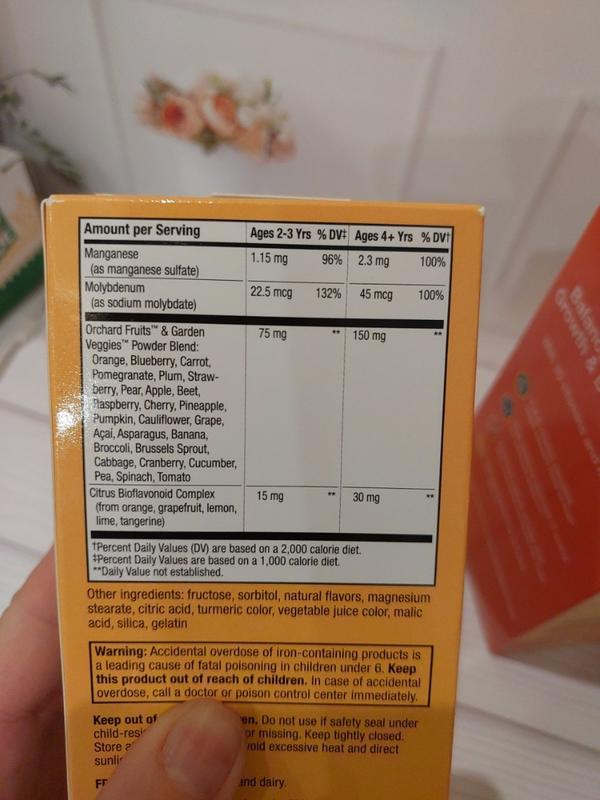 Amount per Serving Ages 2-3 Yrs % DV‡ Ages 4+ Yrs % DV†
Manganese 1.15 mg 96% 2.3 mg 100%
(as manganese sulfate)
Molybdenum 22.5 mcg 132% 45 mcg 100%
(as sodium molybdate)
Orchard Fruits™ & Garden 75 mg ** 150 mg **
Veggies™ Powder Blend:
Orange, Blueberry, Carrot,
Pomegranate, Plum, Straw-
berry, Pear, Apple, Beet,
Raspberry, Cherry, Pineapple,
Pumpkin, Cauliflower, Grape,
Açaí, Asparagus, Banana,
Broccoli, Brussels Sprout,
Cabbage, Cranberry, Cucumber,
Pea, Spinach, Tomato
Citrus Bioflavonoid Complex 15 mg ** 30 mg **
(from orange, grapefruit, lemon,
lime, tangerine)
†Percent Daily Values (DV) are based on a 2,000 calorie diet.
‡Percent Daily Values are based on a 1,000 calorie diet.
**Daily Value not established.
Other ingredients: fructose, sorbitol, natural flavors, magnesium
stearate, citric acid, turmeric color, vegetable juice color, malic
acid, silica, gelatin
Warning: Accidental overdose of iron-containing products is
a leading cause of fatal poisoning in children under 6. Keep
this product out of reach of children. In case of accidental
overdose, call a doctor or poison control center immediately.
Keep out of Do not use if safety seal under
or missing. Keep tightly closed.
Store excessive heat and direct
and dairy.
Growth &